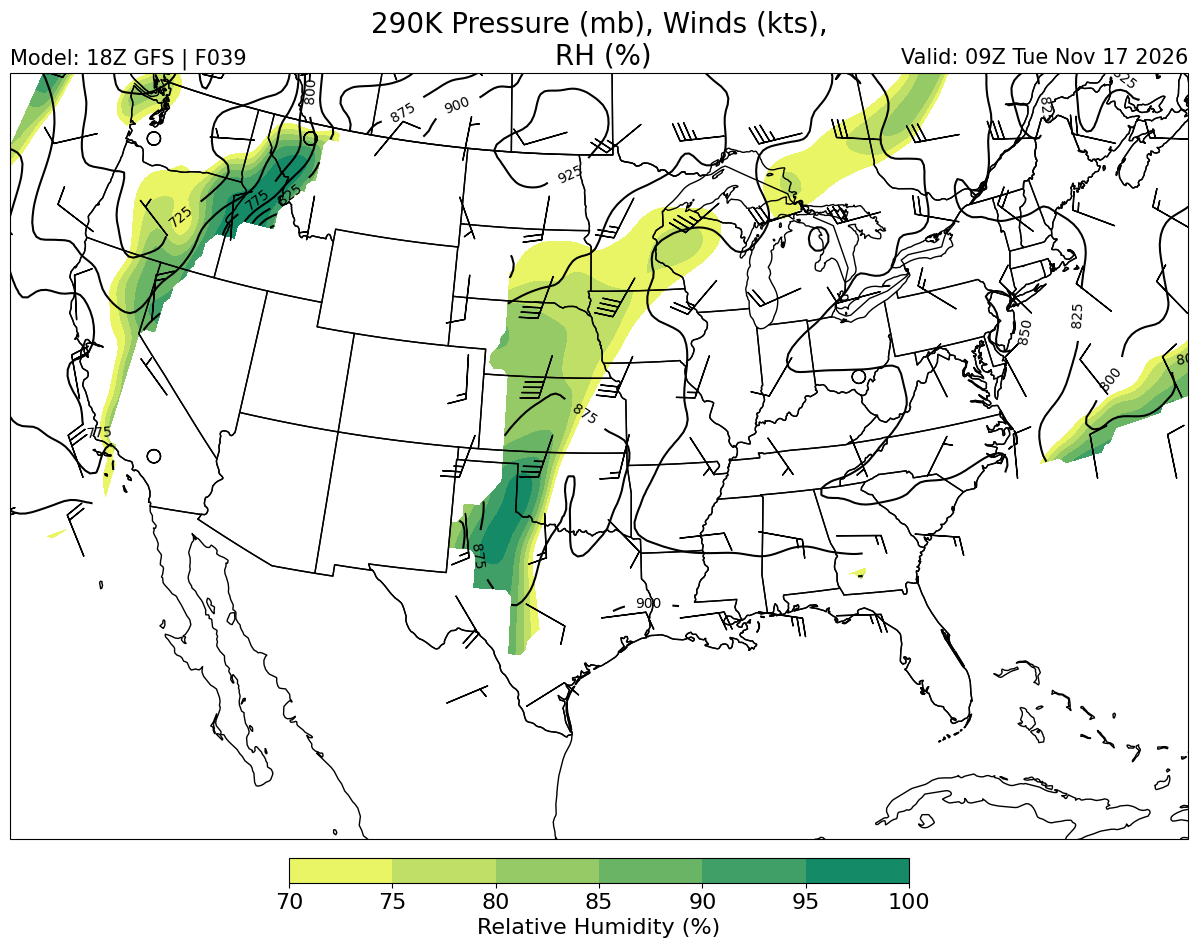 290K Pressure (mb), Winds (kts),
RH (%)
Model: 18Z GFS | F039
Valid: 09Z Tue Nov 17 2026
800
875
900
825
925
725
775
825
875
775
875
900
850
825
800
70 75 80 85 90 95 100
Relative Humidity (%)